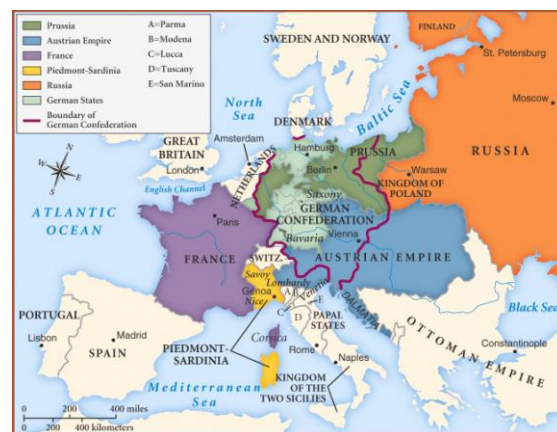 Prussia
Austrian Empire
France
Piedmont-Sardinia
Russia
German States
Boundary of
German Confederation
A=Parma
B=Modena
C=Lucca
D=Tuscany
E=San Marino
FINLAND
SWEDEN AND NORWAY
St. Petersburg
Moscow
North
Sea
Baltic Sea
DENMARK
RUSSIA
GREAT
BRITAIN
Amsterdam
Hamburg
PRUSSIA
NETHERLANDS
Berlin
Warsaw
London
KINGDOM OF
POLAND
English Channel
Saxony
GERMAN
CONFEDERATION
ATLANTIC
OCEAN
Paris
Bavaria
Vienna
FRANCE
SWITZ.
AUSTRIAN EMPIRE
Savoy
Lombardy
Venetia
Genoa
Nice
A
B
C
D
E
DALMATIA
Black Sea
PORTUGAL
Lisbon
Madrid
SPAIN
Corsica
PAPAL
STATES
Rome
Naples
OTTOMAN EMPIRE
Constantinople
PIEDMONT-
SARDINIA
KINGDOM
OF THE
TWO SICILIES
Mediterranean
Sea
0 200 400 miles
0 200 400 kilometers
N
W
E
S